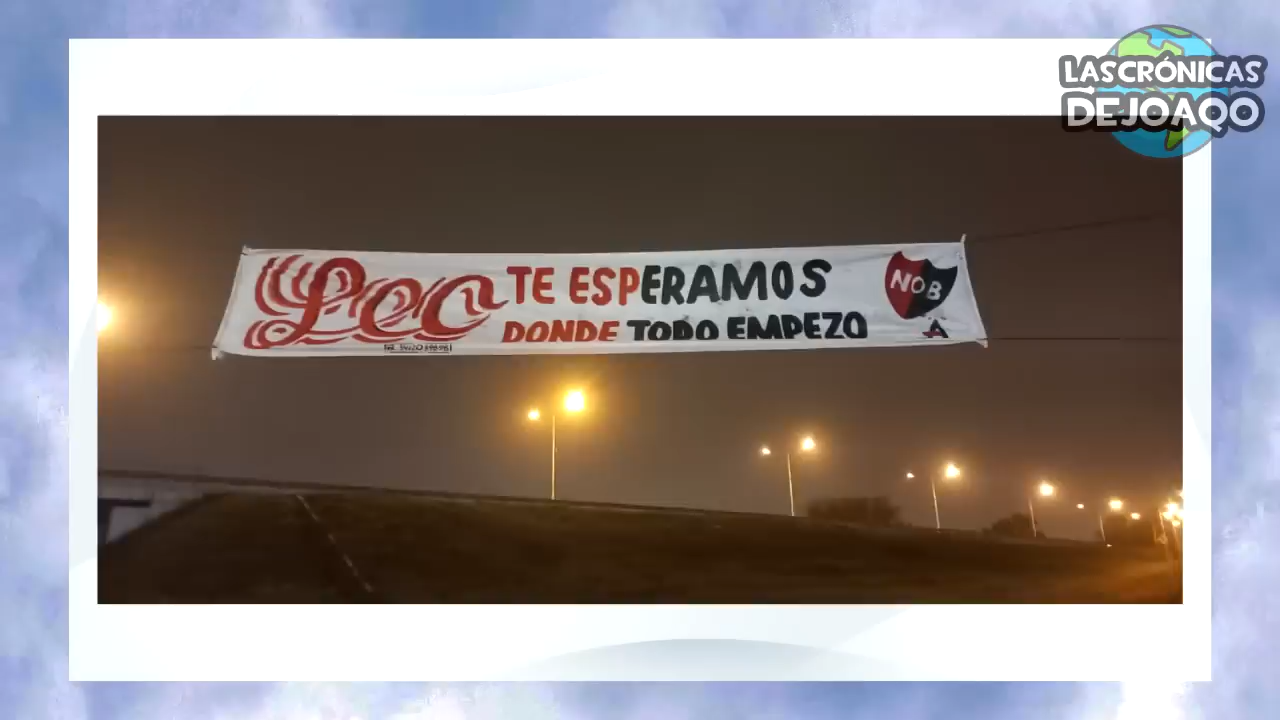 LASCRÓNICAS
DEJOAQO
Leo TE ESPERAMOS
DONDE TODO EMPEZO
NOB
A